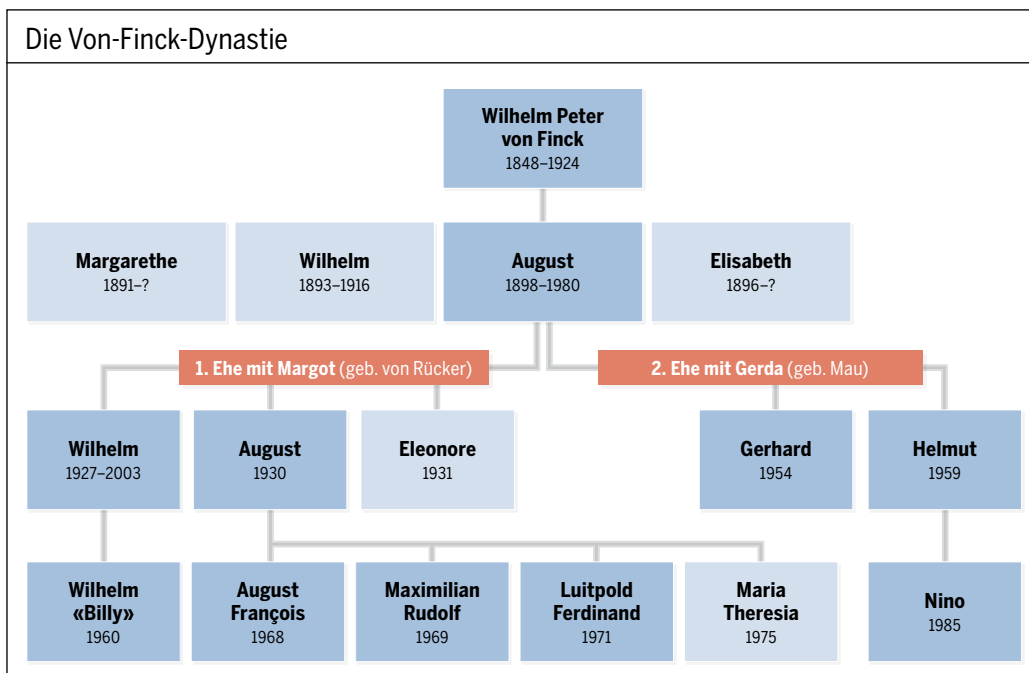 Die Von-Finck-Dynastie
Wilhelm Peter
von Finck
1848–1924
Margarethe
1891–?
Wilhelm
1893–1916
August
1898–1980
Elisabeth
1896–?
1. Ehe mit Margot (geb. von Rücker)
2. Ehe mit Gerda (geb. Mau)
Wilhelm
1927–2003
August
1930
Eleonore
1931
Gerhard
1954
Helmut
1959
Wilhelm
«Billy»
1960
August
François
1968
Maximilian
Rudolf
1969
Luitpold
Ferdinand
1971
Maria
Theresia
1975
Nino
1985